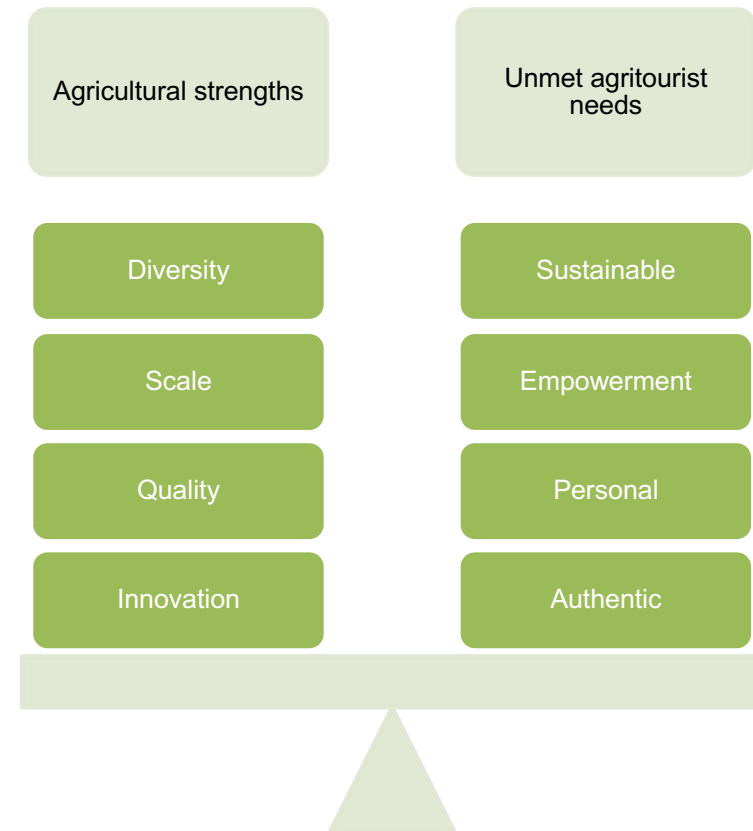 Agricultural strengths
Unmet agritourist
needs
Diversity
Sustainable
Scale
Empowerment
Quality
Personal
Innovation
Authentic